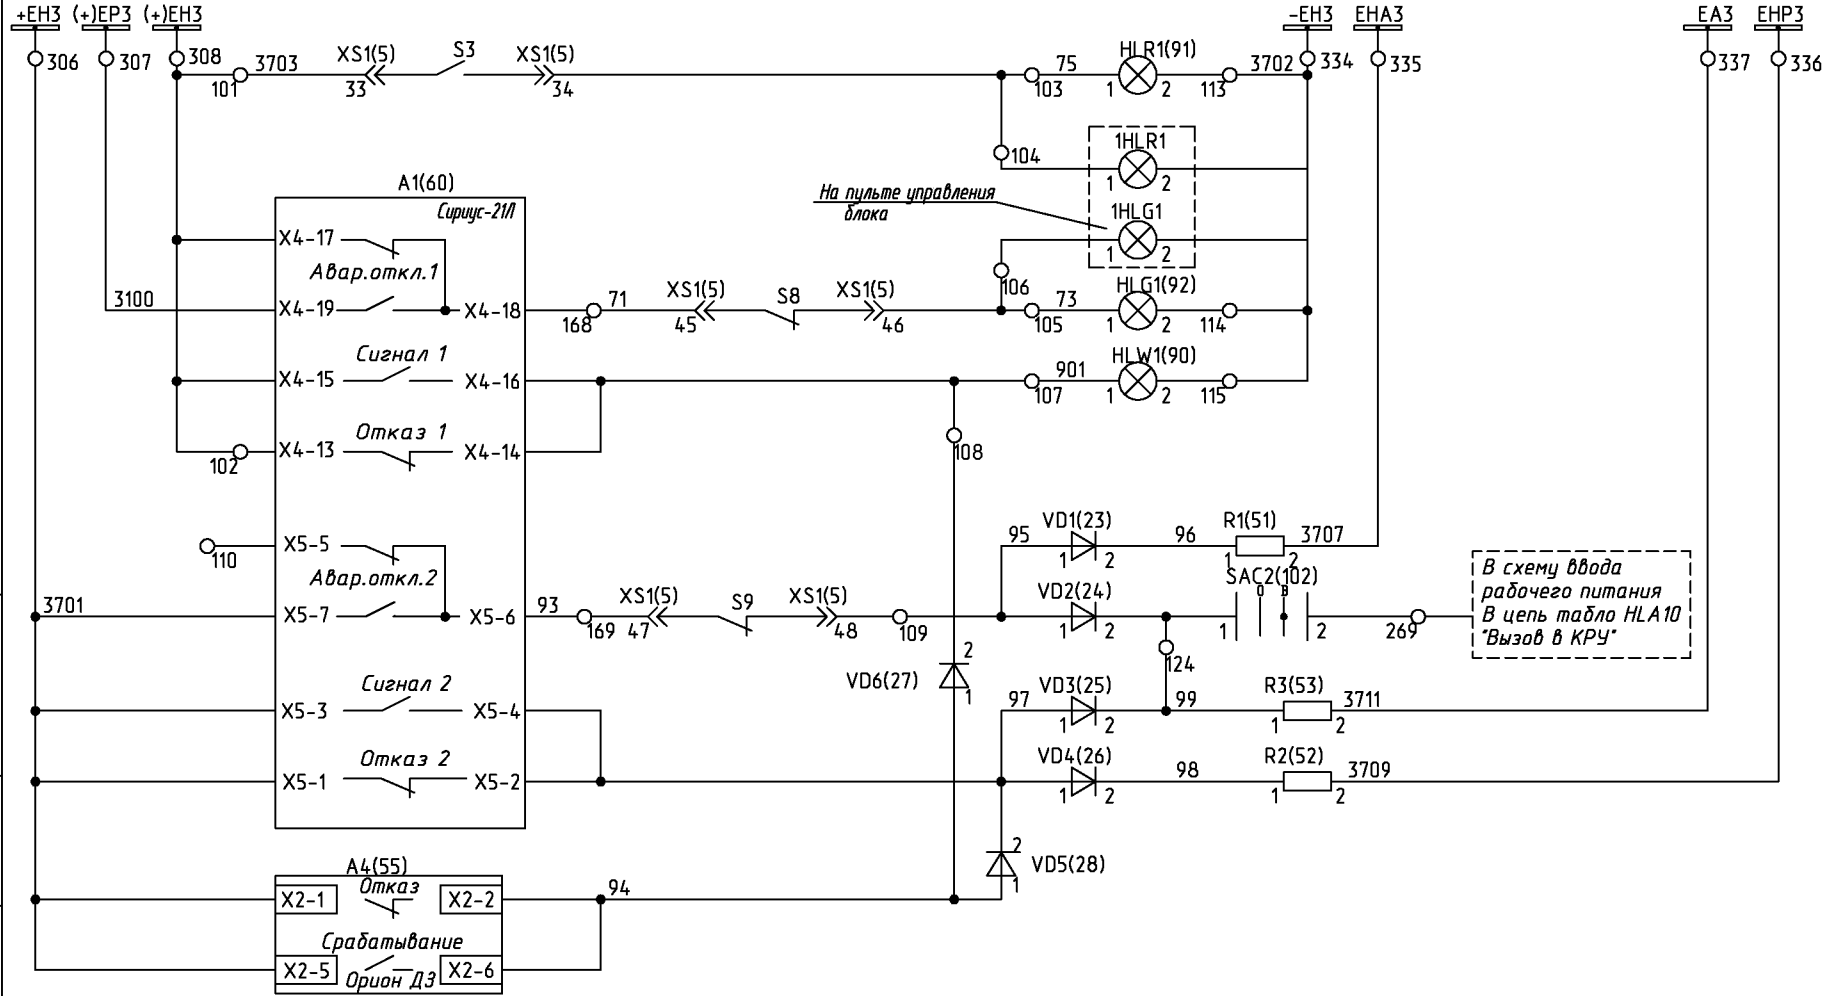 +EH3 (+)EP3 (+)EH3 -EH3 EHA3 EA3 EHP3
306 307 308 334 335 337 336
101 3703 XS1(5) 33 S3 XS1(5) 34
103 75 HLR1(91) 1 2 113 3702
104 1HLR1 1 2
На пульте управления
блока
1HLG1 1 2
106
A1(60)
Сириус-21Л
X4-17
Авар.откл.1
3100 X4-19 X4-18 168 71 XS1(5) 45 S8 XS1(5) 46
105 73 HLG1(92) 1 2 114
Сигнал 1
X4-15 X4-16
107 901 HLW1(90) 1 2 115
Отказ 1
102 X4-13 X4-14
108
110 X5-5
Авар.откл.2
95 VD1(23) 1 2 96 R1(51) 1 2 3707
3701 X5-7 X5-6 93 169 XS1(5) 47 S9 XS1(5) 48 109
VD2(24) 1 2
SAC2(102) О В 1 2 269
В схему ввода
рабочего питания
В цепь табло HLA10
"Вызов в КРУ"
124
VD6(27) 2 1
Сигнал 2
X5-3 X5-4
97 VD3(25) 1 2 99 R3(53) 1 2 3711
Отказ 2
X5-1 X5-2
VD4(26) 1 2 98 R2(52) 1 2 3709
VD5(28) 2 1
A4(55)
Отказ
X2-1 X2-2 94
Срабатывание
X2-5 X2-6
Орион ДЗ